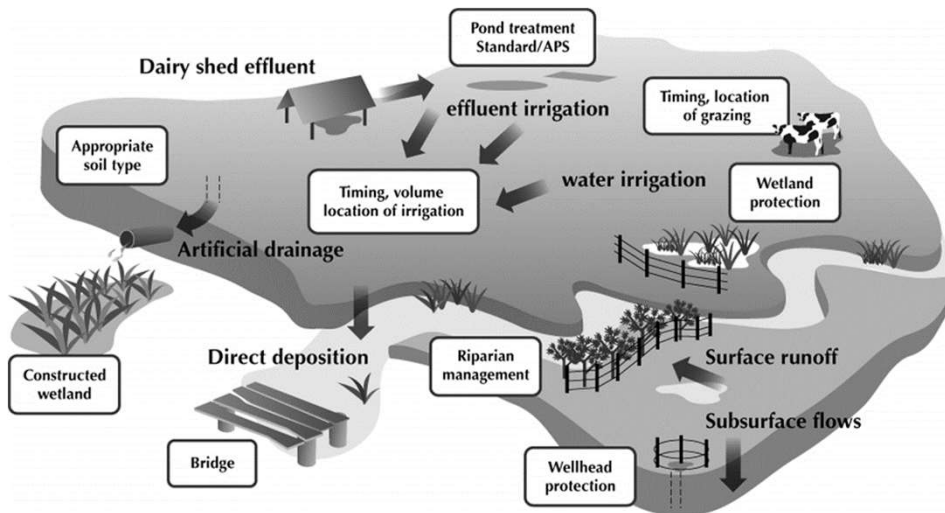 Pond treatment
Standard/APS
Dairy shed effluent
effluent irrigation
Timing, location
of grazing
Appropriate
soil type
Timing, volume
location of irrigation
water irrigation
Wetland
protection
Artificial drainage
Direct deposition
Riparian
management
Surface runoff
Constructed
wetland
Subsurface flows
Bridge
Wellhead
protection